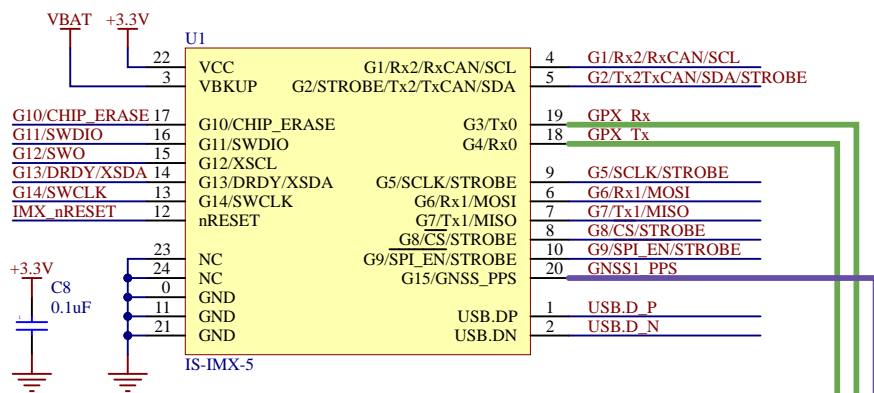 VBAT +3.3V
U1
22 VCC G1/Rx2/RxCAN/SCL 4 G1/Rx2/RxCAN/SCL
3 VBKUP G2/STROBE/Tx2/TxCAN/SDA 5 G2/Tx2TxCAN/SDA/STROBE
G10/CHIP_ERASE 17 G10/CHIP_ERASE G3/Tx0 19 GPX_Rx
G11/SWDIO 16 G11/SWDIO G4/Rx0 18 GPX_Tx
G12/SWO 15 G12/XSCL
G13/DRDY/XSDA 14 G13/DRDY/XSDA G5/SCLK/STROBE 9 G5/SCLK/STROBE
G14/SWCLK 13 G14/SWCLK G6/Rx1/MOSI 6 G6/Rx1/MOSI
IMX_nRESET 12 nRESET G7/Tx1/MISO 7 G7/Tx1/MISO
G8/CS/STROBE 8 G8/CS/STROBE
23 NC G9/SPI_EN/STROBE 10 G9/SPI_EN/STROBE
24 NC G15/GNSS_PPS 20 GNSS1_PPS
+3.3V
C8
0.1uF
0 GND
11 GND USB.DP 1 USB.D_P
21 GND USB.DN 2 USB.D_N
IS-IMX-5